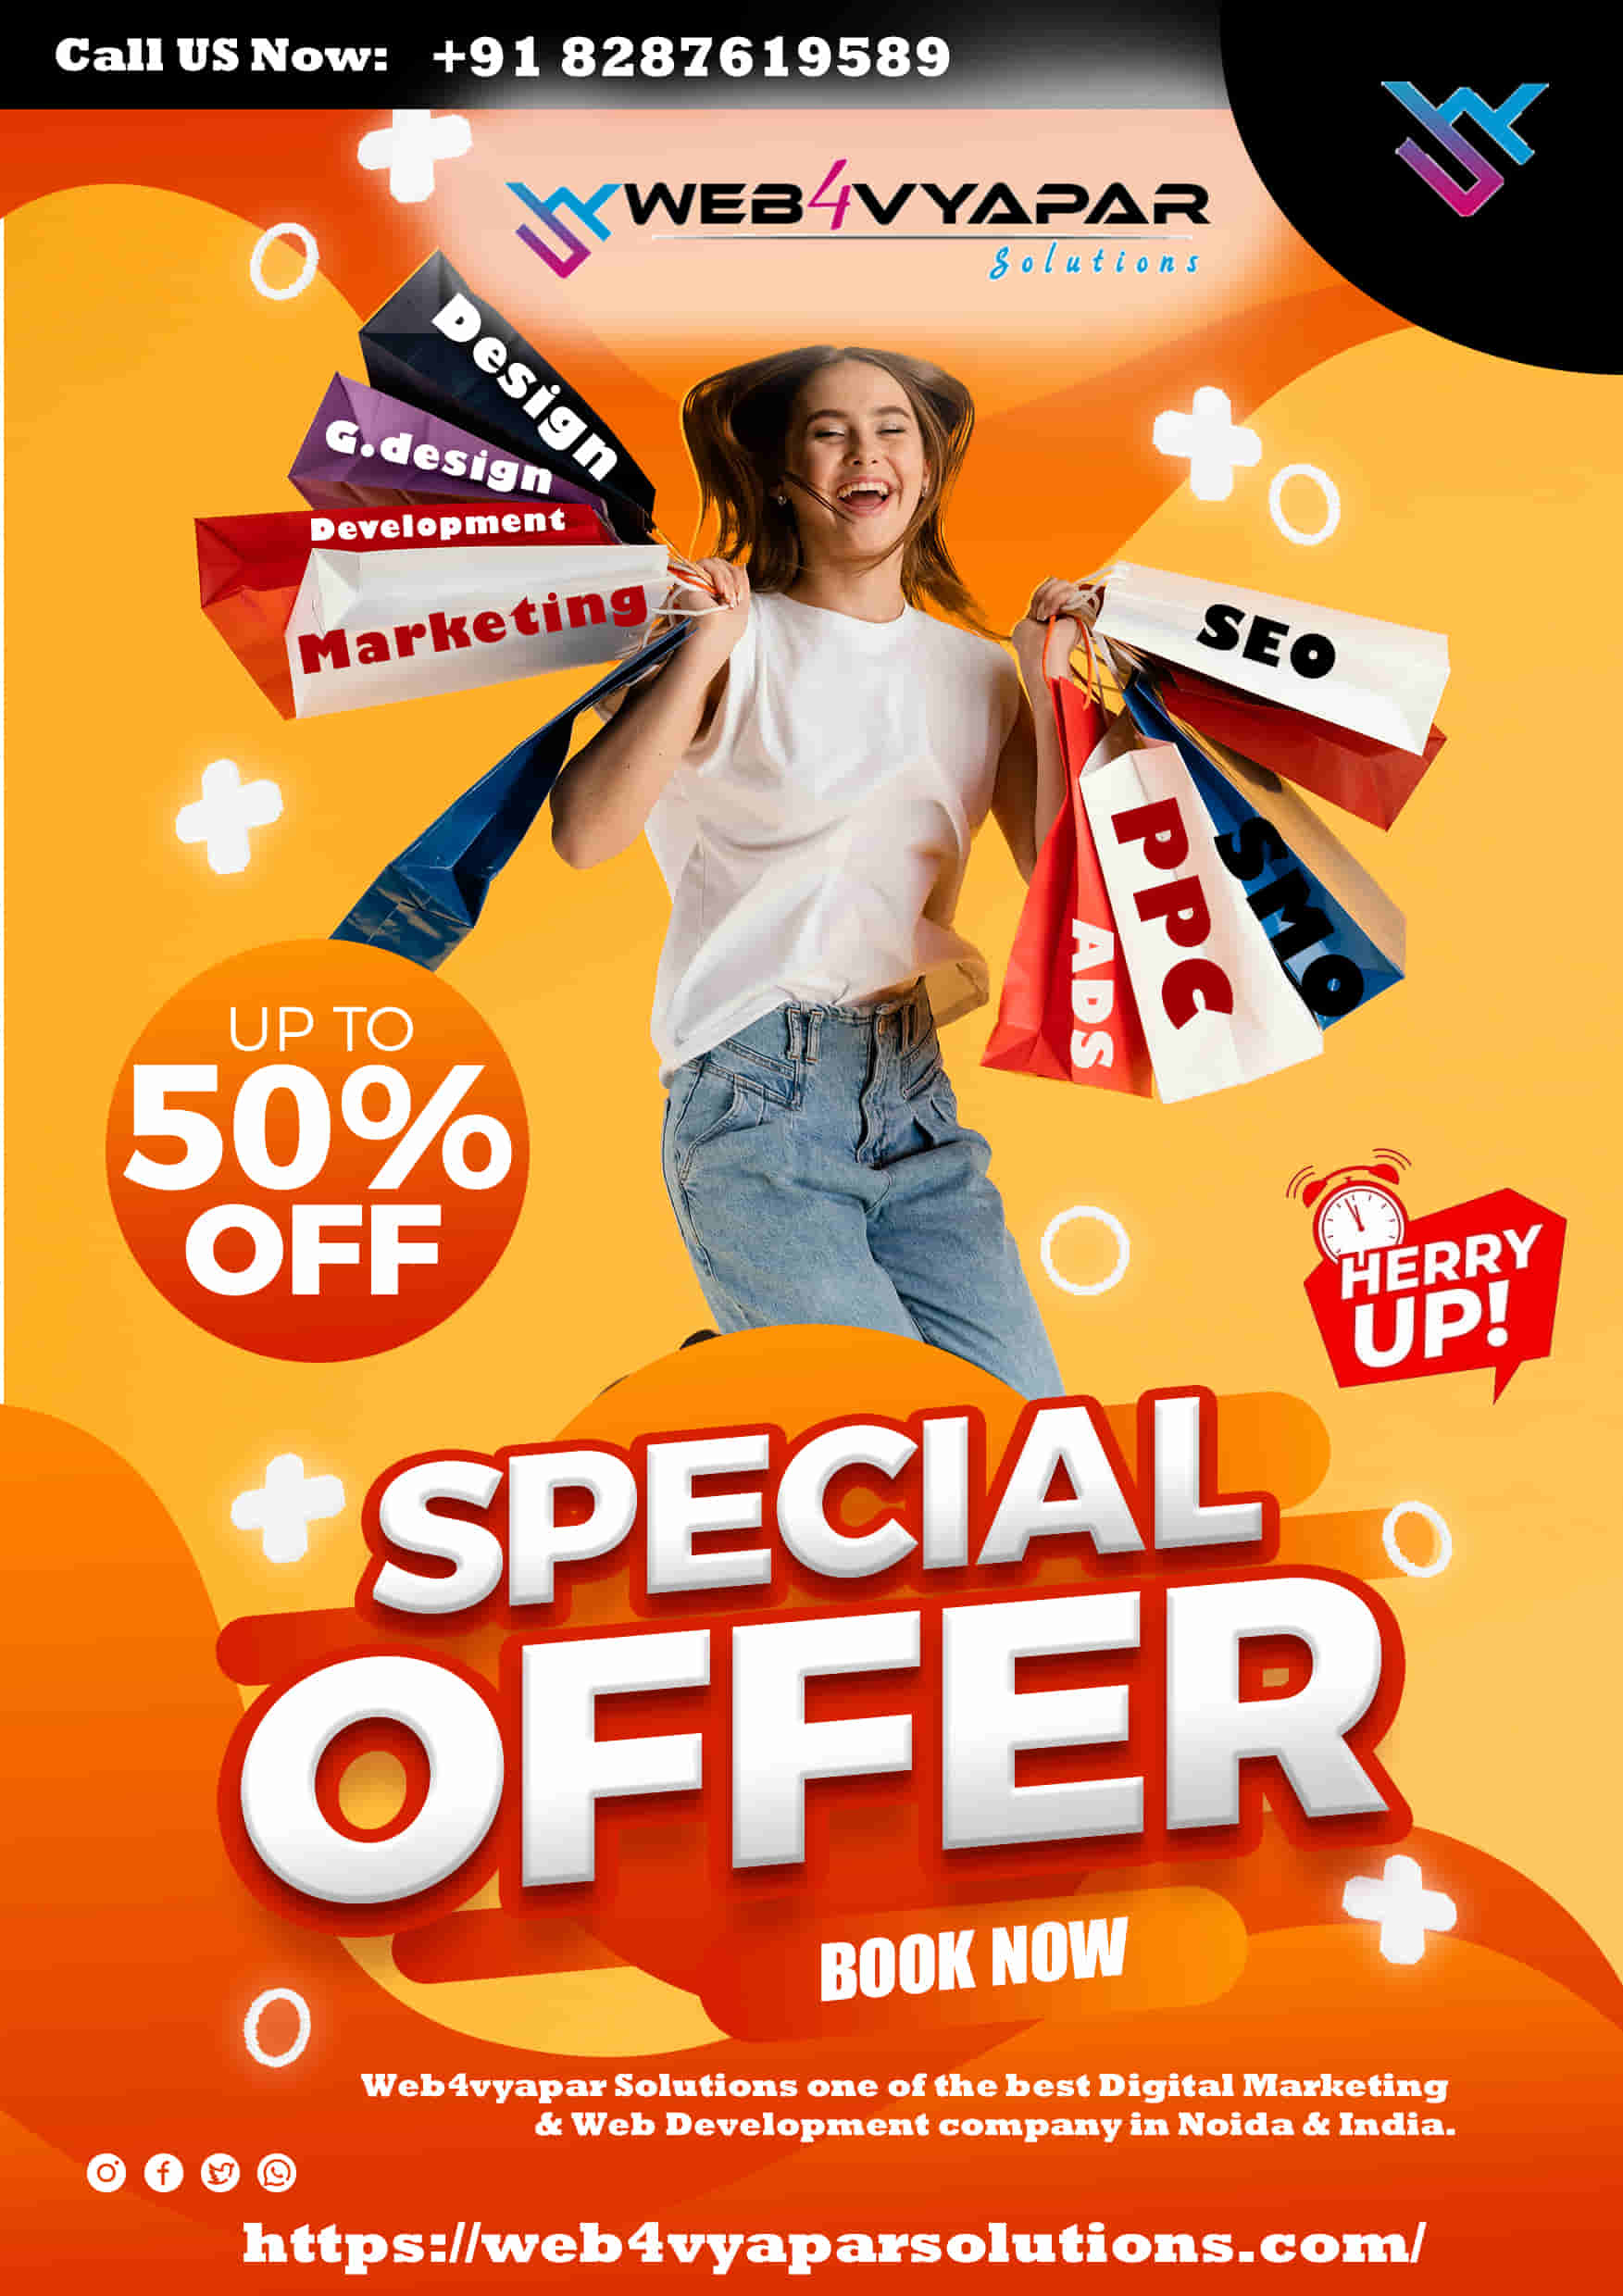 Call US Now: +91 8287619589
WEB4VYAPAR
Solutions
Design
G.design
Development
Marketing
SEO
SMO
PPC
ADS
UP TO
50%
OFF
HERRY
UP!
SPECIAL
OFFER
BOOK NOW
Web4vyapar Solutions one of the best Digital Marketing
& Web Development company in Noida & India.
https://web4vyaparsolutions.com/